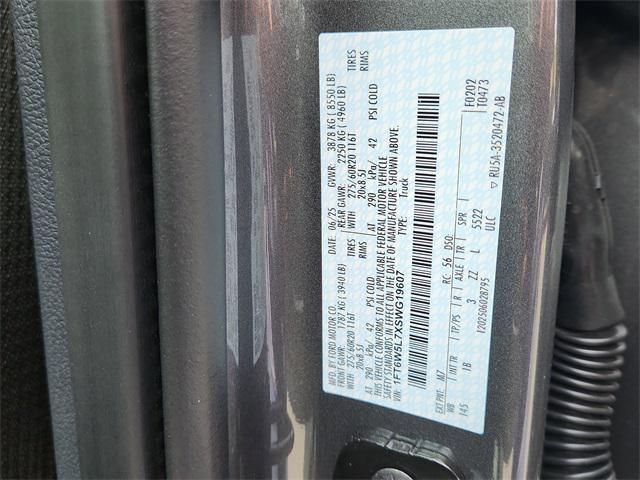 MFD. BY FORD MOTOR CO.
DATE: 06/25 GVWR: 3878 KG ( 8550 LB)
FRONT GAWR: 1787 KG ( 3940 LB) REAR GAWR: 2250 KG ( 4960 LB)
WITH 275/60R20 116T TIRES WITH 275/60R20 116T TIRES
20x8.5J RIMS 20x8.5J RIMS
AT 290 kPa/ 42 PSI COLD AT 290 kPa/ 42 PSI COLD
THIS VEHICLE CONFORMS TO ALL APPLICABLE FEDERAL MOTOR VEHICLE
SAFETY STANDARDS IN EFFECT ON THE DATE OF MANUFACTURE SHOWN ABOVE.
VIN: 1FT6W5L7XSWG19607 TYPE: Truck
F0202
T0473
EXT PNT: M7 RC: 56 DSO:
WB INT TR TP/PS R AXLE TR SPR
145 1B 3 ZZ L 5522
ULC
1202506028795 ▽ RU5A-3520472-AB